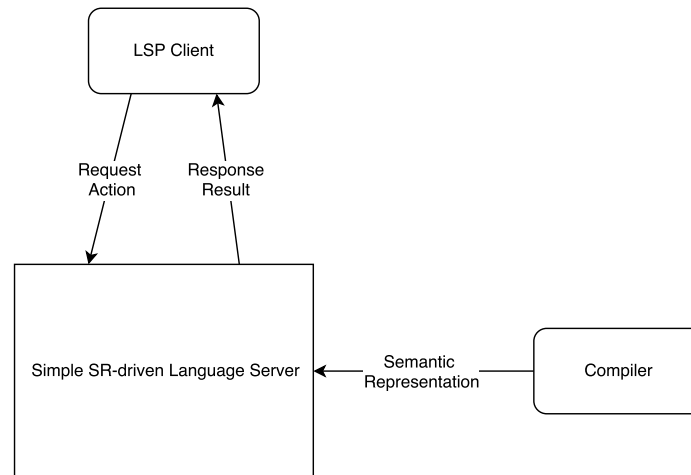 LSP Client
Request
Action
Response
Result
Simple SR-driven Language Server
Semantic
Representation
Compiler